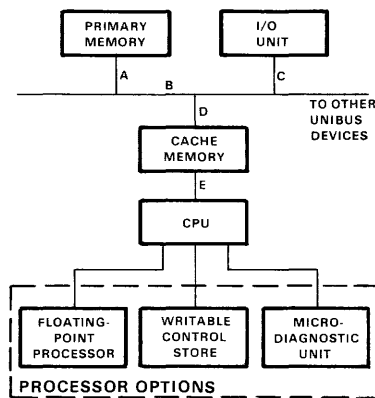 PRIMARY
MEMORY
I/O
UNIT
A
B
C
TO OTHER
UNIBUS
DEVICES
D
CACHE
MEMORY
E
CPU
FLOATING-
POINT
PROCESSOR
WRITABLE
CONTROL
STORE
MICRO-
DIAGNOSTIC
UNIT
PROCESSOR OPTIONS